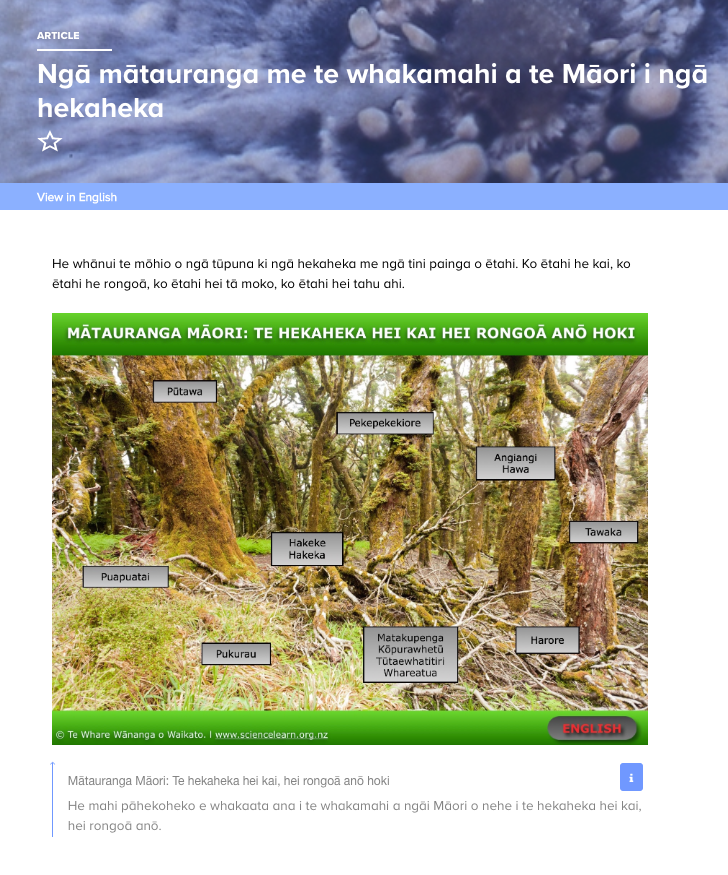 ARTICLE
Ngā mātauranga me te whakamahi a te Māori i ngā
hekaheka
View in English
He whānui te mōhio o ngā tūpuna ki ngā hekaheka me ngā tini painga o ētahi. Ko ētahi he kai, ko
ētahi he rongoā, ko ētahi hei tā moko, ko ētahi hei tahu ahi.
MĀTAURANGA MĀORI: TE HEKAHEKA HEI KAI HEI RONGOĀ ANŌ HOKI
Pūtawa
Pekepekekiore
Angiangi
Hawa
Tawaka
Hakeke
Hakeka
Puapuatai
Pukurau
Matakupenga
Kōpurawhetū
Tūtaewhatitiri
Whareatua
Harore
© Te Whare Wānanga o Waikato. I www.sciencelearn.org.nz
ENGLISH
Mātauranga Māori: Te hekaheka hei kai, hei rongoā anō hoki
i
He mahi pāhekoheko e whakaata ana i te whakamahi a ngāi Māori o nehe i te hekaheka hei kai,
hei rongoā anō.